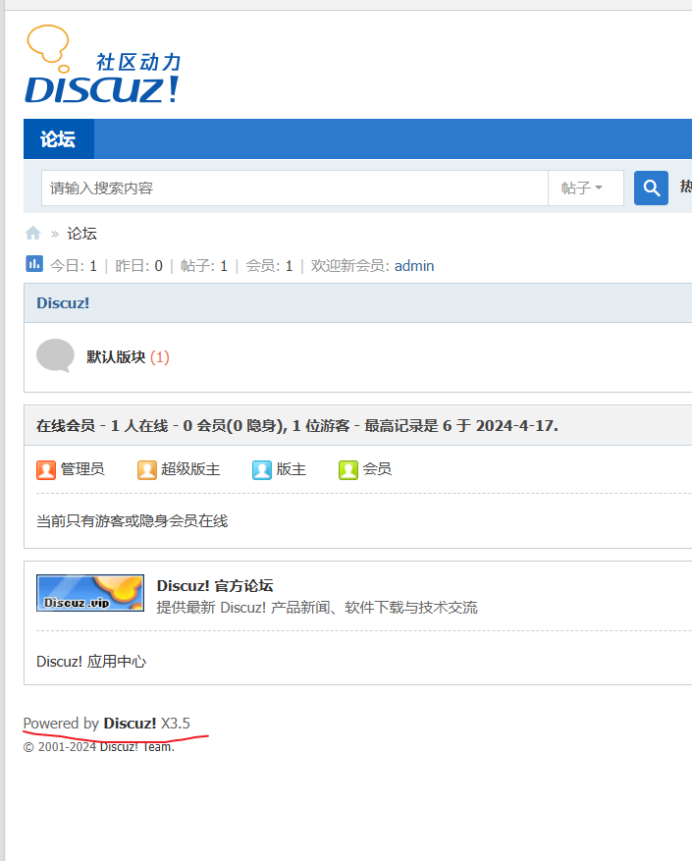 社区动力
DISCUZ!
论坛
请输入搜索内容 帖子 热
» 论坛
今日: 1 | 昨日: 0 | 帖子: 1 | 会员: 1 | 欢迎新会员: admin
Discuz!
默认版块 (1)
在线会员 - 1 人在线 - 0 会员(0 隐身), 1 位游客 - 最高记录是 6 于 2024-4-17.
管理员 超级版主 版主 会员
当前只有游客或隐身会员在线
Discuz.vip
Discuz! 官方论坛
提供最新 Discuz! 产品新闻、软件下载与技术交流
Discuz! 应用中心
Powered by Discuz! X3.5
© 2001-2024 Discuz! Team.